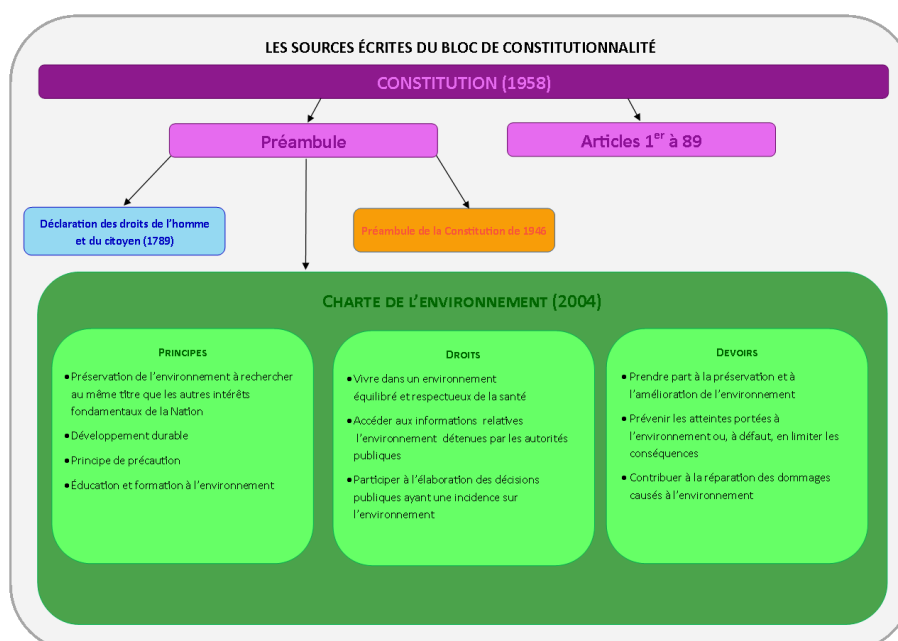 LES SOURCES ÉCRITES DU BLOC DE CONSTITUTIONNALITÉ
CONSTITUTION (1958)
Préambule
Articles 1er à 89
Déclaration des droits de l'homme
et du citoyen (1789)
Préambule de la Constitution de 1946
CHARTE DE L'ENVIRONNEMENT (2004)
PRINCIPES
• Préservation de l'environnement à rechercher
au même titre que les autres intérêts
fondamentaux de la Nation
• Développement durable
• Principe de précaution
• Éducation et formation à l'environnement
DROITS
• Vivre dans un environnement
équilibré et respectueux de la santé
• Accéder aux informations relatives
l'environnement détenues par les autorités
publiques
• Participer à l'élaboration des décisions
publiques ayant une incidence sur
l'environnement
DEVOIRS
• Prendre part à la préservation et à
l'amélioration de l'environnement
• Prévenir les atteintes portées à
l'environnement ou, à défaut, en limiter les
conséquences
• Contribuer à la réparation des dommages
causés à l'environnement